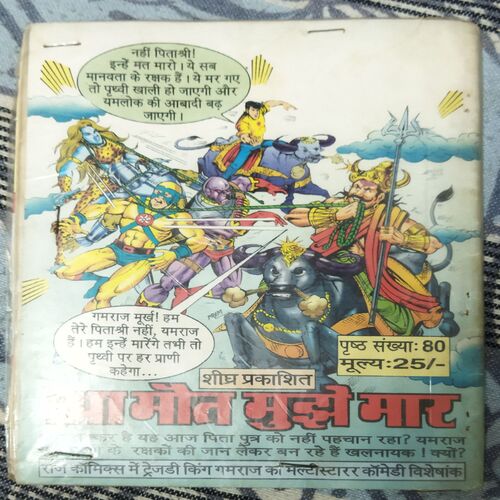 नहीं पिताश्री!
इन्हें मत मारो। ये सब
मानवता के रक्षक हैं। ये मर गए
तो पृथ्वी खाली हो जाएगी और
यमलोक की आबादी बढ़
जाएगी।
गमराज मूर्ख! हम
तेरे पिताश्री नहीं, यमराज
हैं। हम इन्हें मारेंगे तभी तो
पृथ्वी पर हर प्राणी
कहेगा...
पृष्ठ संख्याः 80
मूल्य:25/-
शीघ्र प्रकाशित
आ मौत मुझे मार
है यह आज पिता पुत्र को नहीं पहचान रहा? यमराज
के रक्षकों की जान लेकर बन रहे हैं खलनायक! क्यों?
राज कॉमिक्स में ट्रेजडी किंग गमराज का मल्टीस्टारर कॉमेडी विशेषांक